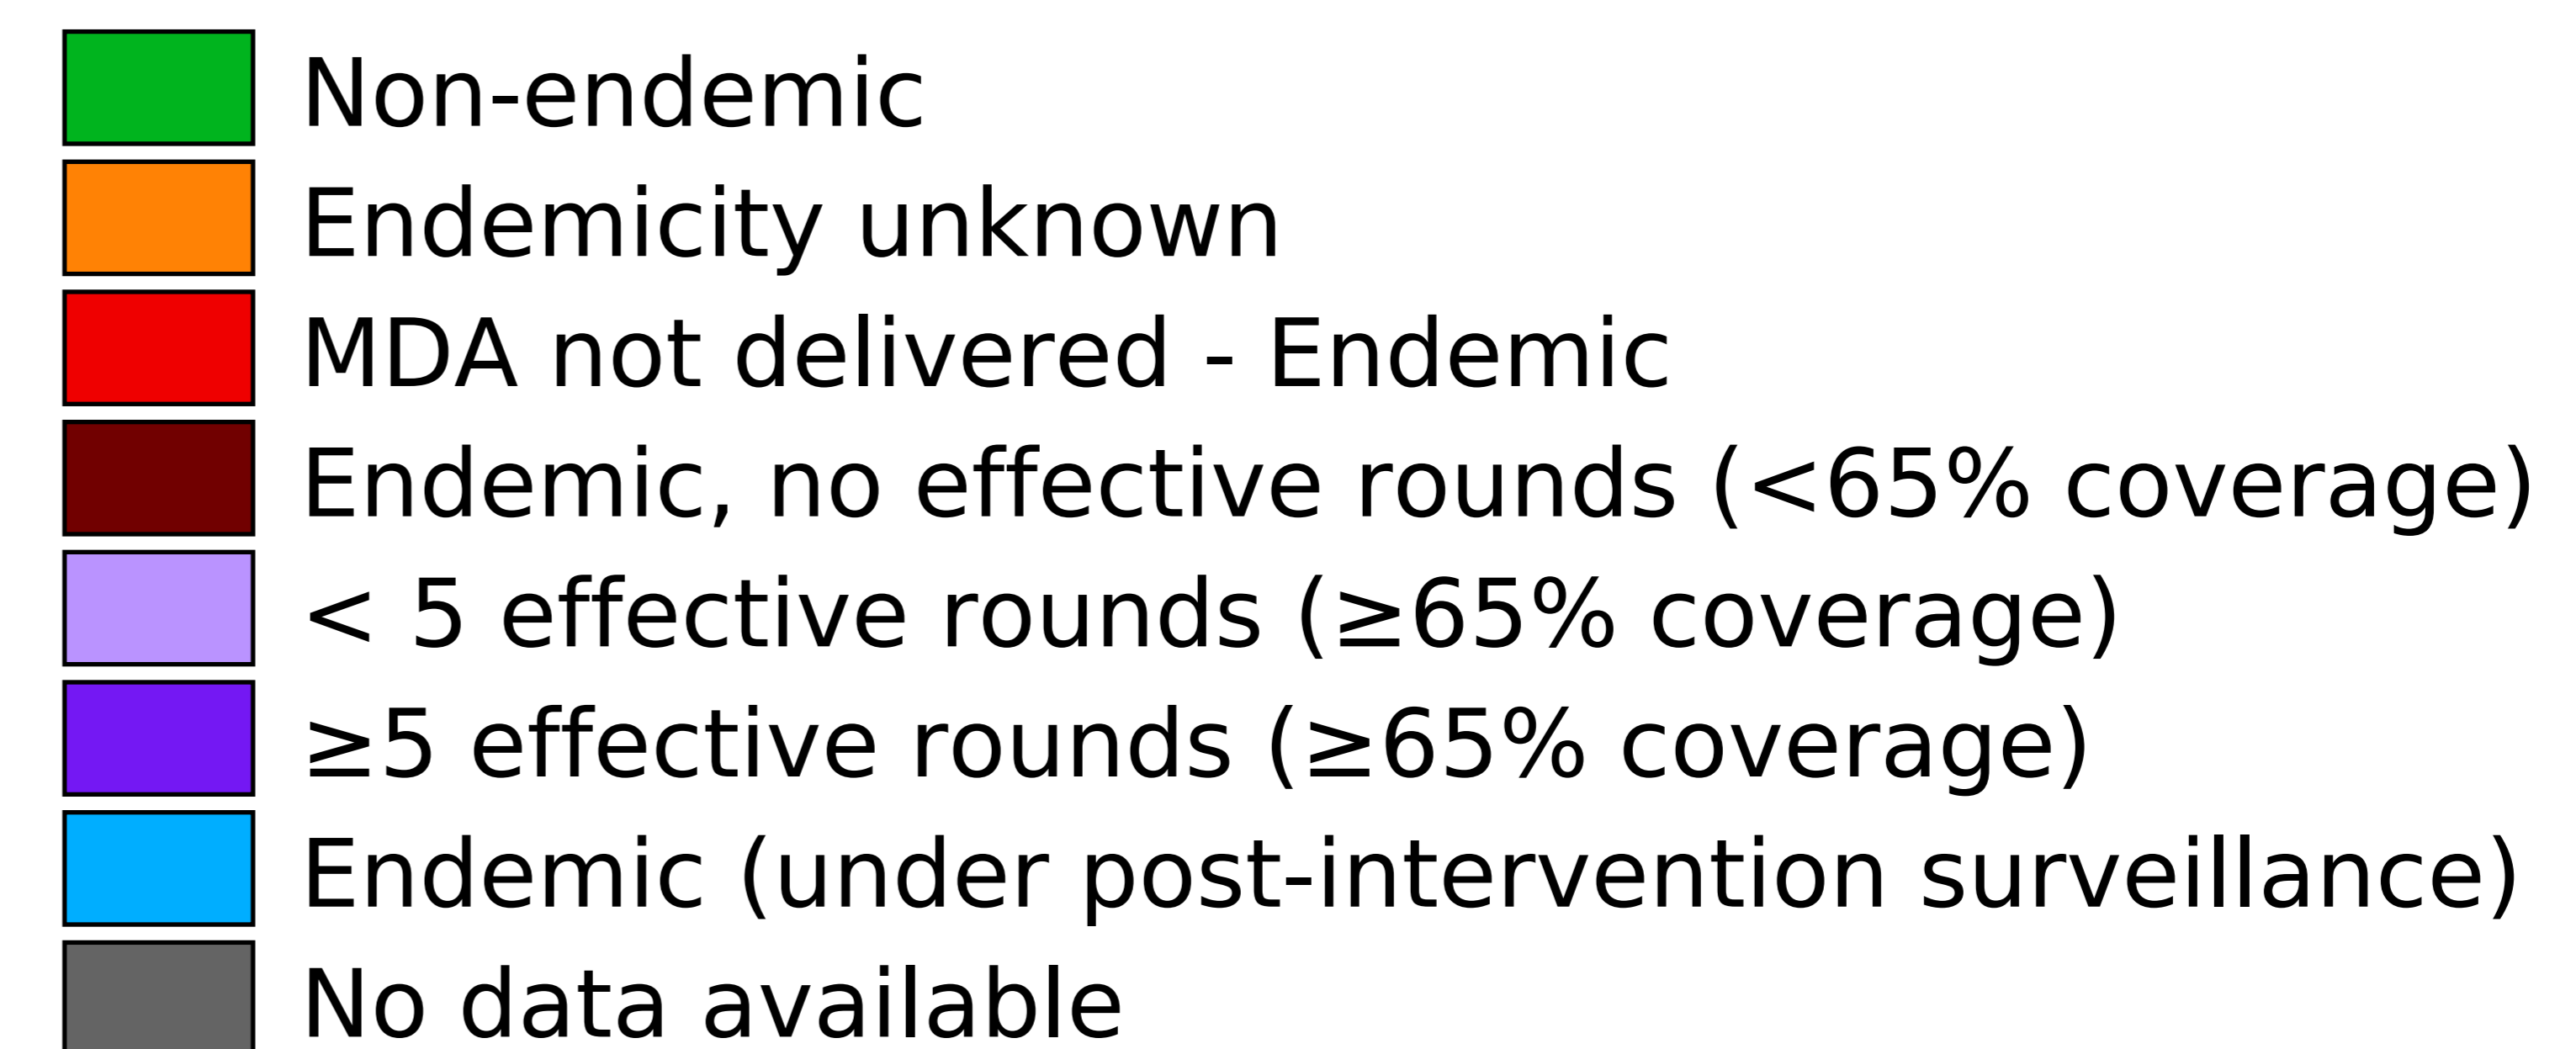 Non-endemic
Endemicity unknown
MDA not delivered - Endemic
Endemic, no effective rounds (<65% coverage)
< 5 effective rounds (≥65% coverage)
≥5 effective rounds (≥65% coverage)
Endemic (under post-intervention surveillance)
No data available